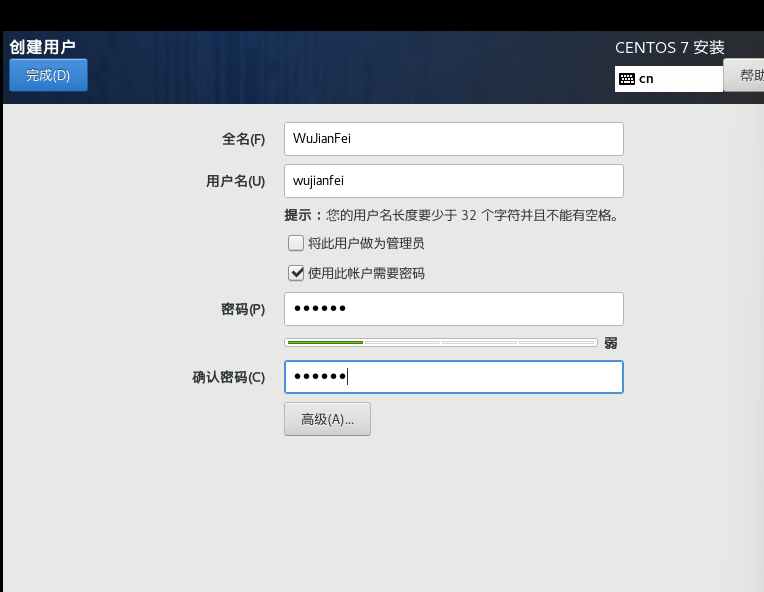 创建用户
CENTOS 7 安装
完成(D)
cn
帮助
全名(F)
WuJianFei
用户名(U)
wujianfei
提示：您的用户名长度要少于 32 个字符并且不能有空格。
将此用户做为管理员
使用此帐户需要密码
密码(P)
••••••
弱
确认密码(C)
••••••
高级(A)...